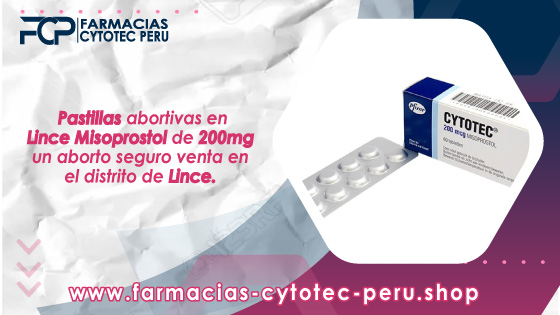 FCP FARMACIAS
CYTOTEC PERU
Pastillas abortivas en
Lince Misoprostol de 200mg
un aborto seguro venta en
el distrito de Lince.
Pfizer
CYTOTEC®
200 mcg MISOPROSTOL
www.farmacias-cytotec-peru.shop